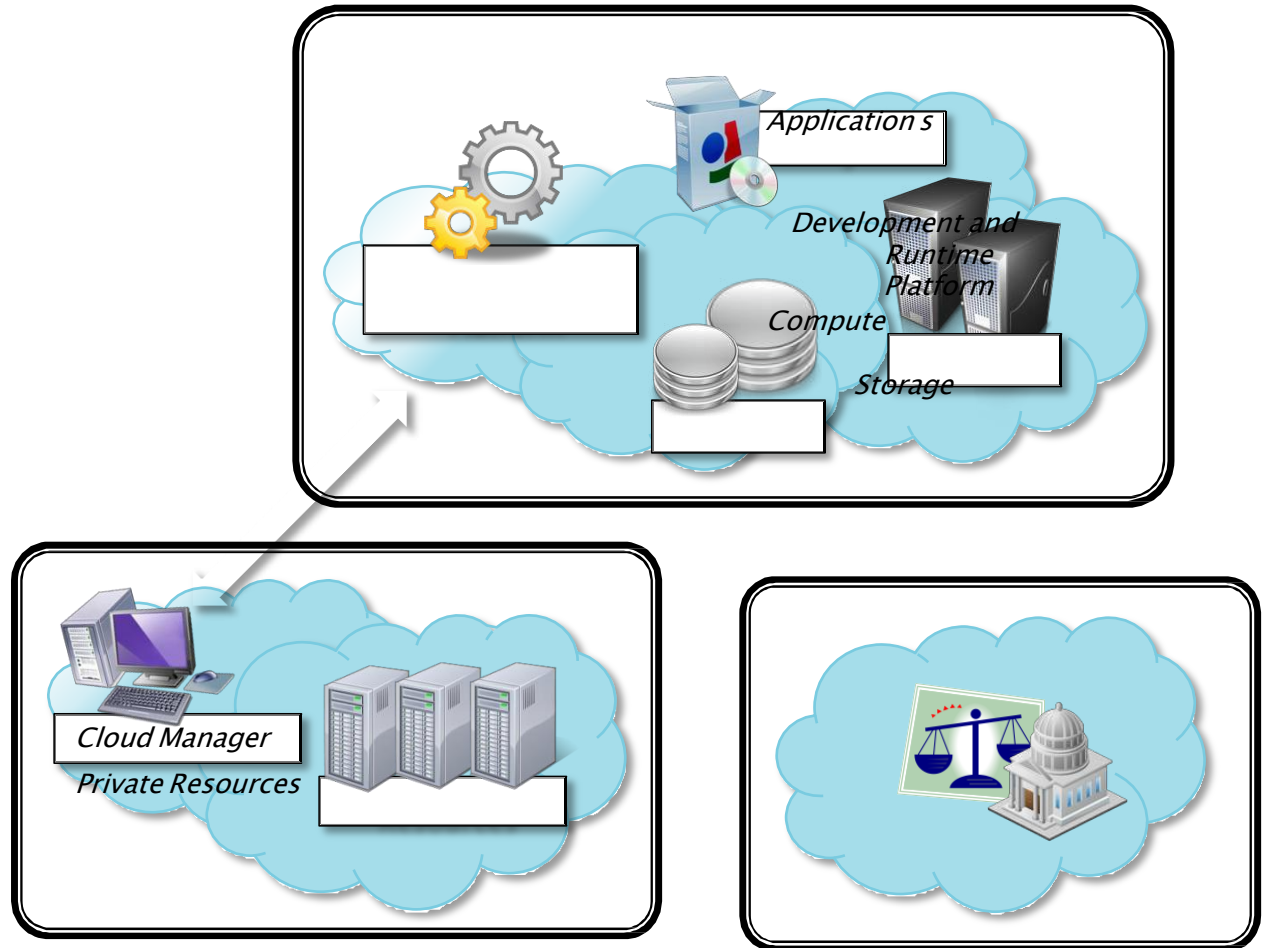 Application s
Development and
Runtime
Platform
Compute
Storage
Cloud Manager
Private Resources